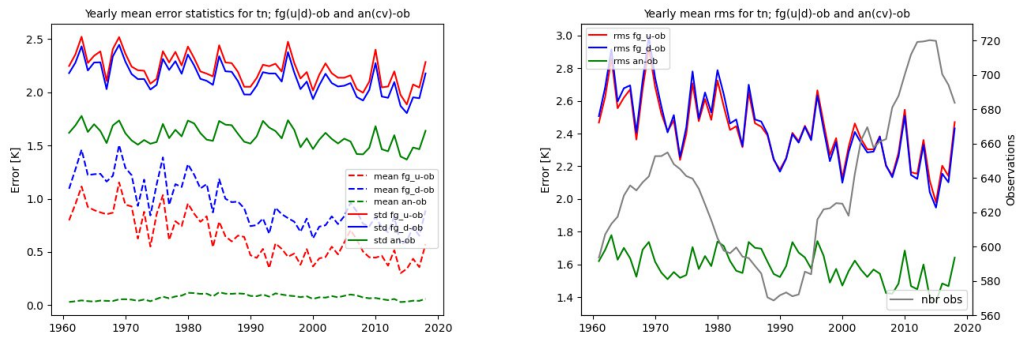 Yearly mean error statistics for tn; fg(u|d)-ob and an(cv)-ob
2.5
2.0
1.5
1.0
0.5
0.0
Error [K]
mean fg_u-ob
mean fg_d-ob
mean an-ob
std fg_u-ob
std fg_d-ob
std an-ob
1960 1970 1980 1990 2000 2010 2020
Yearly mean rms for tn; fg(u|d)-ob and an(cv)-ob
3.0
2.8
2.6
2.4
2.2
2.0
1.8
1.6
1.4
Error [K]
rms fg_u-ob
rms fg_d-ob
rms an-ob
720
700
680
660
640
620
600
580
560
Observations
nbr obs
1960 1970 1980 1990 2000 2010 2020